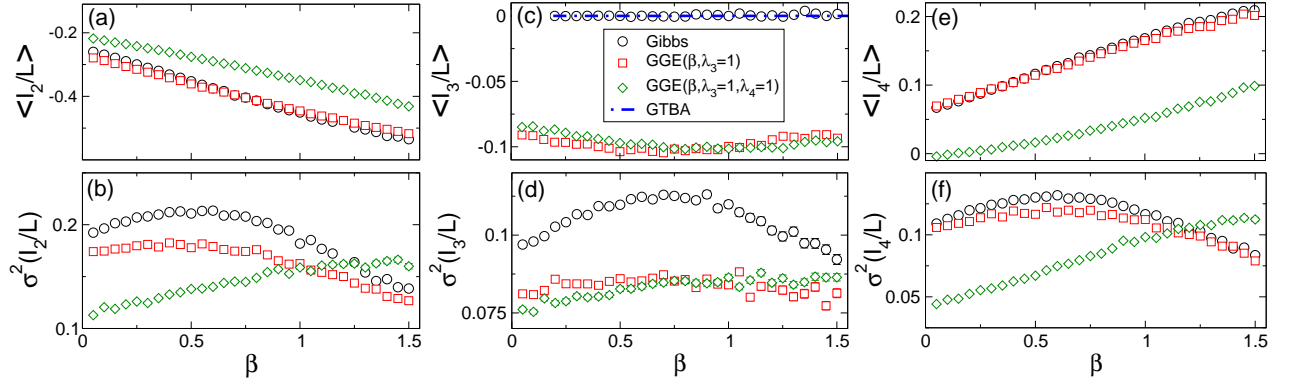 (a)
-0.2
-0.4
<I₂/L>
(b)
0.2
0.1
σ²(I₂/L)
0 0.5 1 1.5
β
(c)
0
-0.05
-0.1
<I₃/L>
Gibbs
GGE(β,λ₃=1)
GGE(β,λ₃=1,λ₄=1)
GTBA
(d)
0.1
0.075
σ²(I₃/L)
0 0.5 1 1.5
β
(e)
0.2
0.1
0
<I₄/L>
(f)
0.1
0.05
σ²(I₄/L)
0 0.5 1 1.5
β